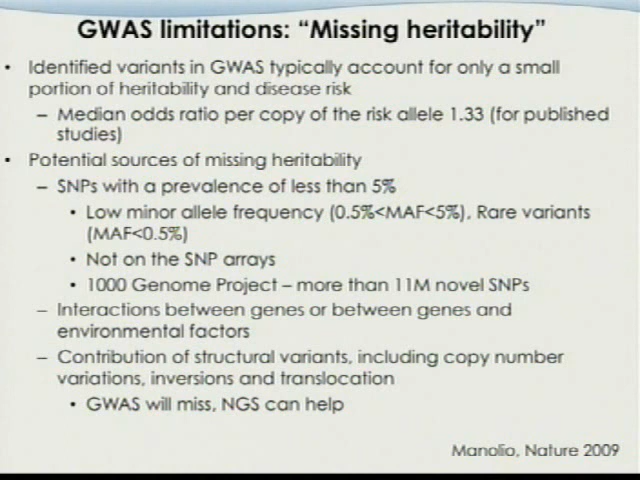 GWAS limitations: “Missing heritability”
• Identified variants in GWAS typically account for only a small
portion of heritability and disease risk
– Median odds ratio per copy of the risk allele 1.33 (for published
studies)
• Potential sources of missing heritability
– SNPs with a prevalence of less than 5%
• Low minor allele frequency (0.5%<MAF<5%), Rare variants
(MAF<0.5%)
• Not on the SNP arrays
• 1000 Genome Project – more than 11M novel SNPs
– Interactions between genes or between genes and
environmental factors
– Contribution of structural variants, including copy number
variations, inversions and translocation
• GWAS will miss, NGS can help
Manolio, Nature 2009